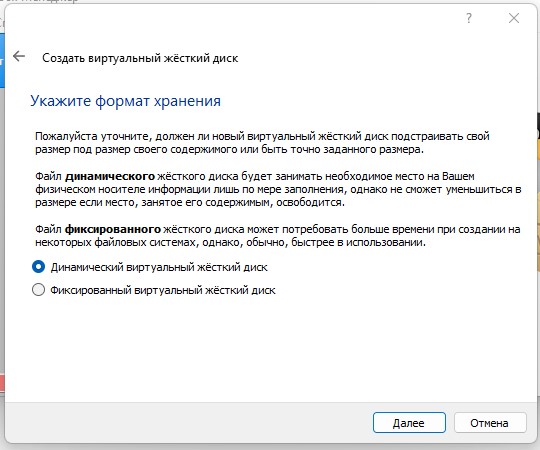 ?
Создать виртуальный жёсткий диск
Укажите формат хранения
Пожалуйста уточните, должен ли новый виртуальный жёсткий диск подстраивать свой
размер под размер своего содержимого или быть точно заданного размера.
Файл динамического жёсткого диска будет занимать необходимое место на Вашем
физическом носителе информации лишь по мере заполнения, однако не сможет уменьшиться в
размере если место, занятое его содержимым, освободится.
Файл фиксированного жёсткого диска может потребовать больше времени при создании на
некоторых файловых системах, однако, обычно, быстрее в использовании.
Динамический виртуальный жёсткий диск
Фиксированный виртуальный жёсткий диск
Далее
Отмена